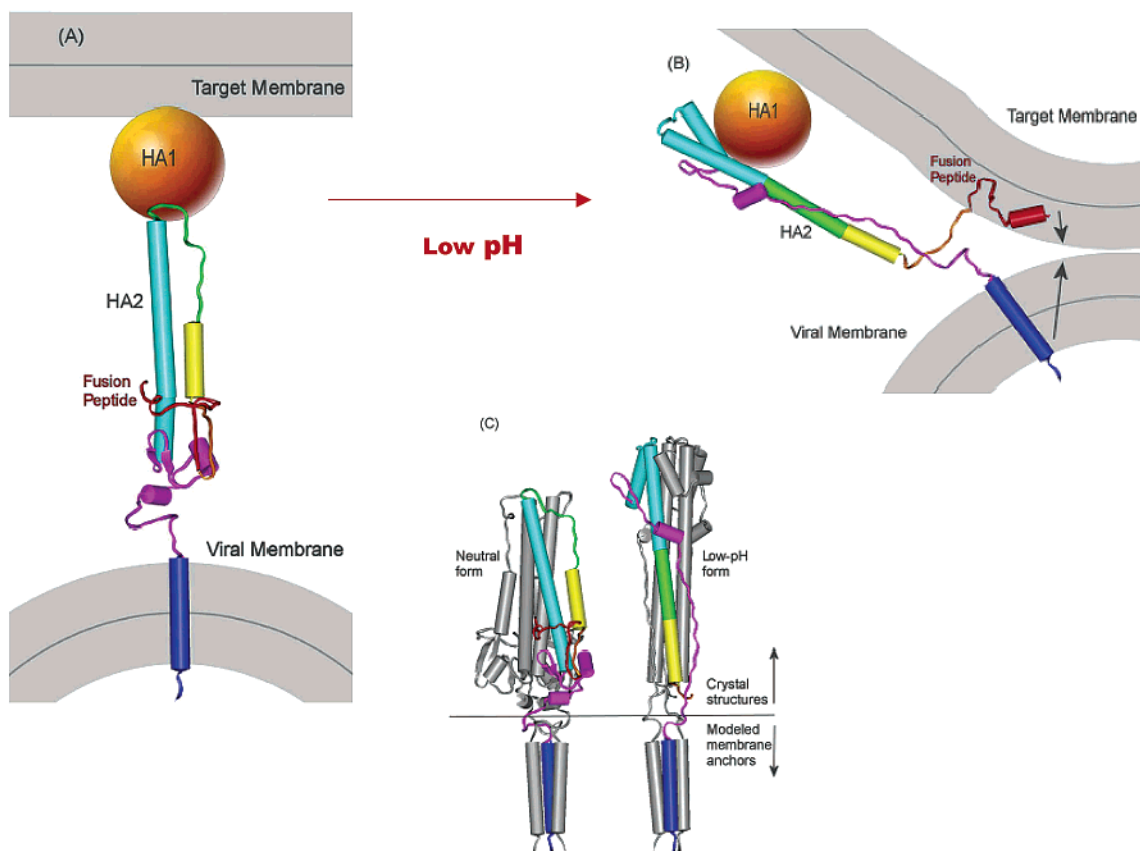 (A)
Target Membrane
HA1
HA2
Fusion
Peptide
Viral Membrane
Low pH
(B)
HA1
Target Membrane
Fusion
Peptide
HA2
Viral Membrane
(C)
Neutral
form
Low-pH
form
Crystal
structures
Modeled
membrane
anchors